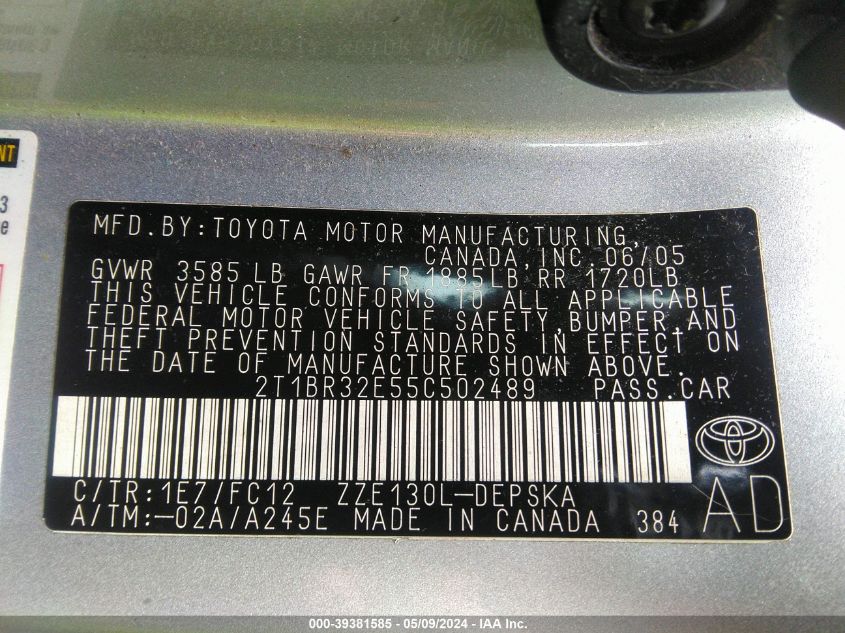 NT
3
e
MFD.BY:TOYOTA MOTOR MANUFACTURING,
CANADA,INC. 06/05
GVWR 3585LB GAWR FR 1885LB RR 1720LB
THIS VEHICLE CONFORMS TO ALL APPLICABLE
FEDERAL MOTOR VEHICLE SAFETY,BUMPER,AND
THEFT PREVENTION STANDARDS IN EFFECT ON
THE DATE OF MANUFACTURE SHOWN ABOVE.
2T1BR32E55C502489 PASS.CAR
C/TR:1E7/FC12 ZZE130L-DEPSKA
A/TM:-02A/A245E MADE IN CANADA 384
AD
000-39381585 - 05/09/2024 - IAA Inc.